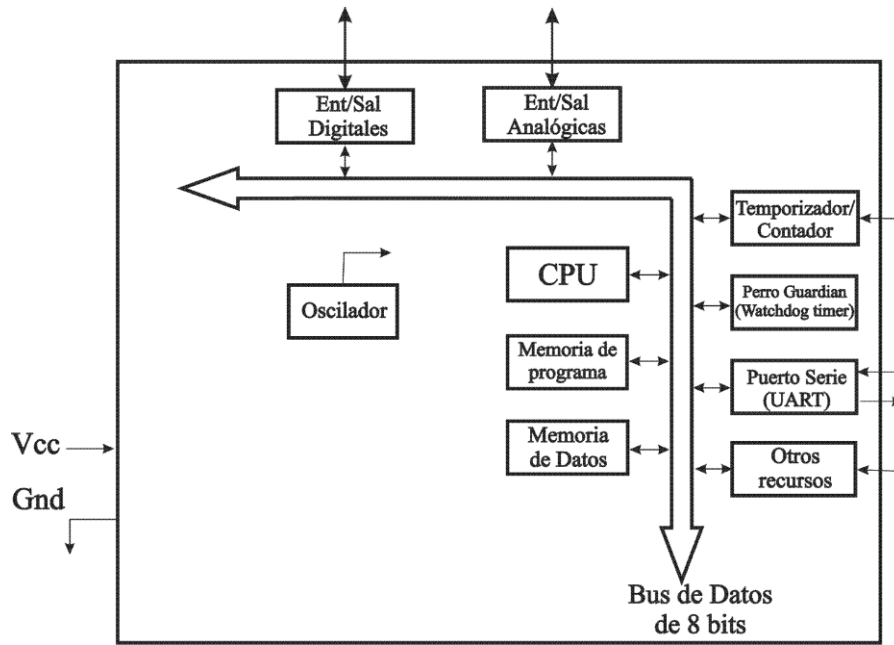 Ent/Sal
Digitales
Ent/Sal
Analógicas
Temporizador/
Contador
CPU
Oscilador
Perro Guardian
(Watchdog timer)
Memoria de
programa
Puerto Serie
(UART)
Memoria
de Datos
Otros
recursos
Vcc
Gnd
Bus de Datos
de 8 bits